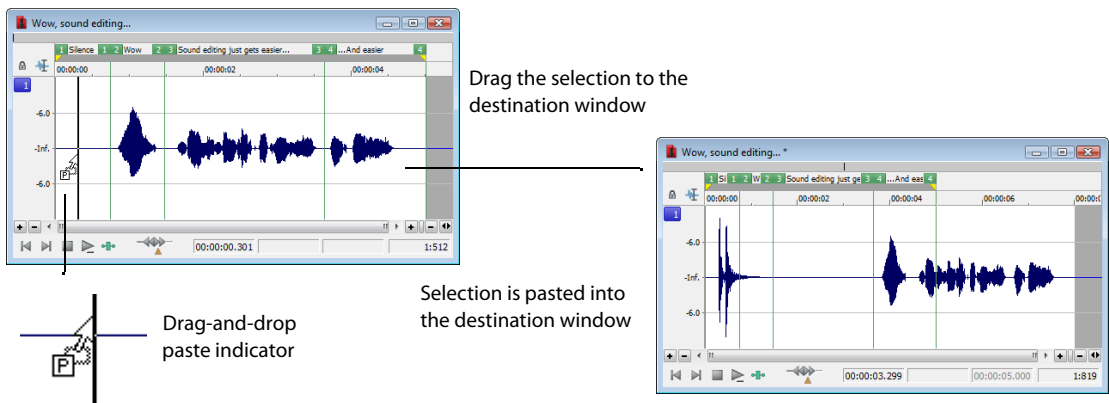 Wow, sound editing...
1 Silence 1 2 Wow 2 3 Sound editing just gets easier... 3 4 ...And easier 4
00:00:00 ,00:00:02 ,00:00:04
1
-6.0
-Inf.
-6.0
P
00:00:00.301 1:512
Drag the selection to the
destination window
Wow, sound editing... *
1 Si 1 2 W 2 3 Sound editing just ge 3 4 ...And eas 4
00:00:00 ,00:00:02 ,00:00:04 ,00:00:06 ,00:00:0
1
-6.0
-Inf.
-6.0
00:00:03.299 00:00:05.000 1:819
Selection is pasted into
the destination window
P
Drag-and-drop
paste indicator